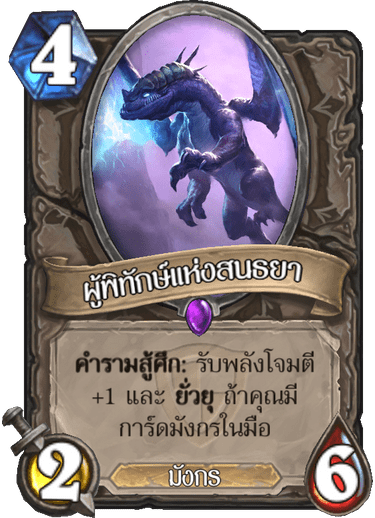 4
ผู้พิทักษ์แห่งสนธยา
คำรามสู้ศึก: รับพลังโจมตี
+1 และ ยั่วยุ ถ้าคุณมี
การ์ดมังกรในมือ
2
มังกร
6